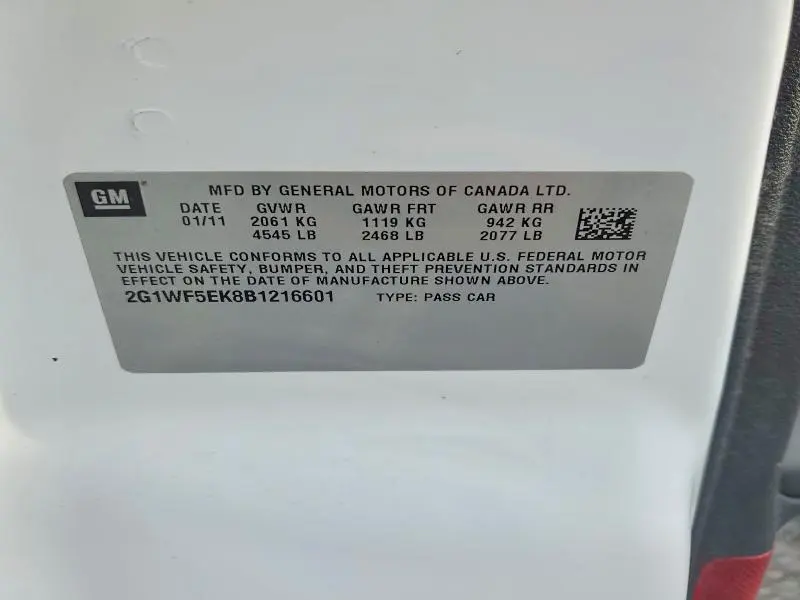 GM
MFD BY GENERAL MOTORS OF CANADA LTD.
DATE GVWR GAWR FRT GAWR RR
01/11 2061 KG 1119 KG 942 KG
4545 LB 2468 LB 2077 LB
THIS VEHICLE CONFORMS TO ALL APPLICABLE U.S. FEDERAL MOTOR
VEHICLE SAFETY, BUMPER, AND THEFT PREVENTION STANDARDS IN
EFFECT ON THE DATE OF MANUFACTURE SHOWN ABOVE.
2G1WF5EK8B1216601 TYPE: PASS CAR